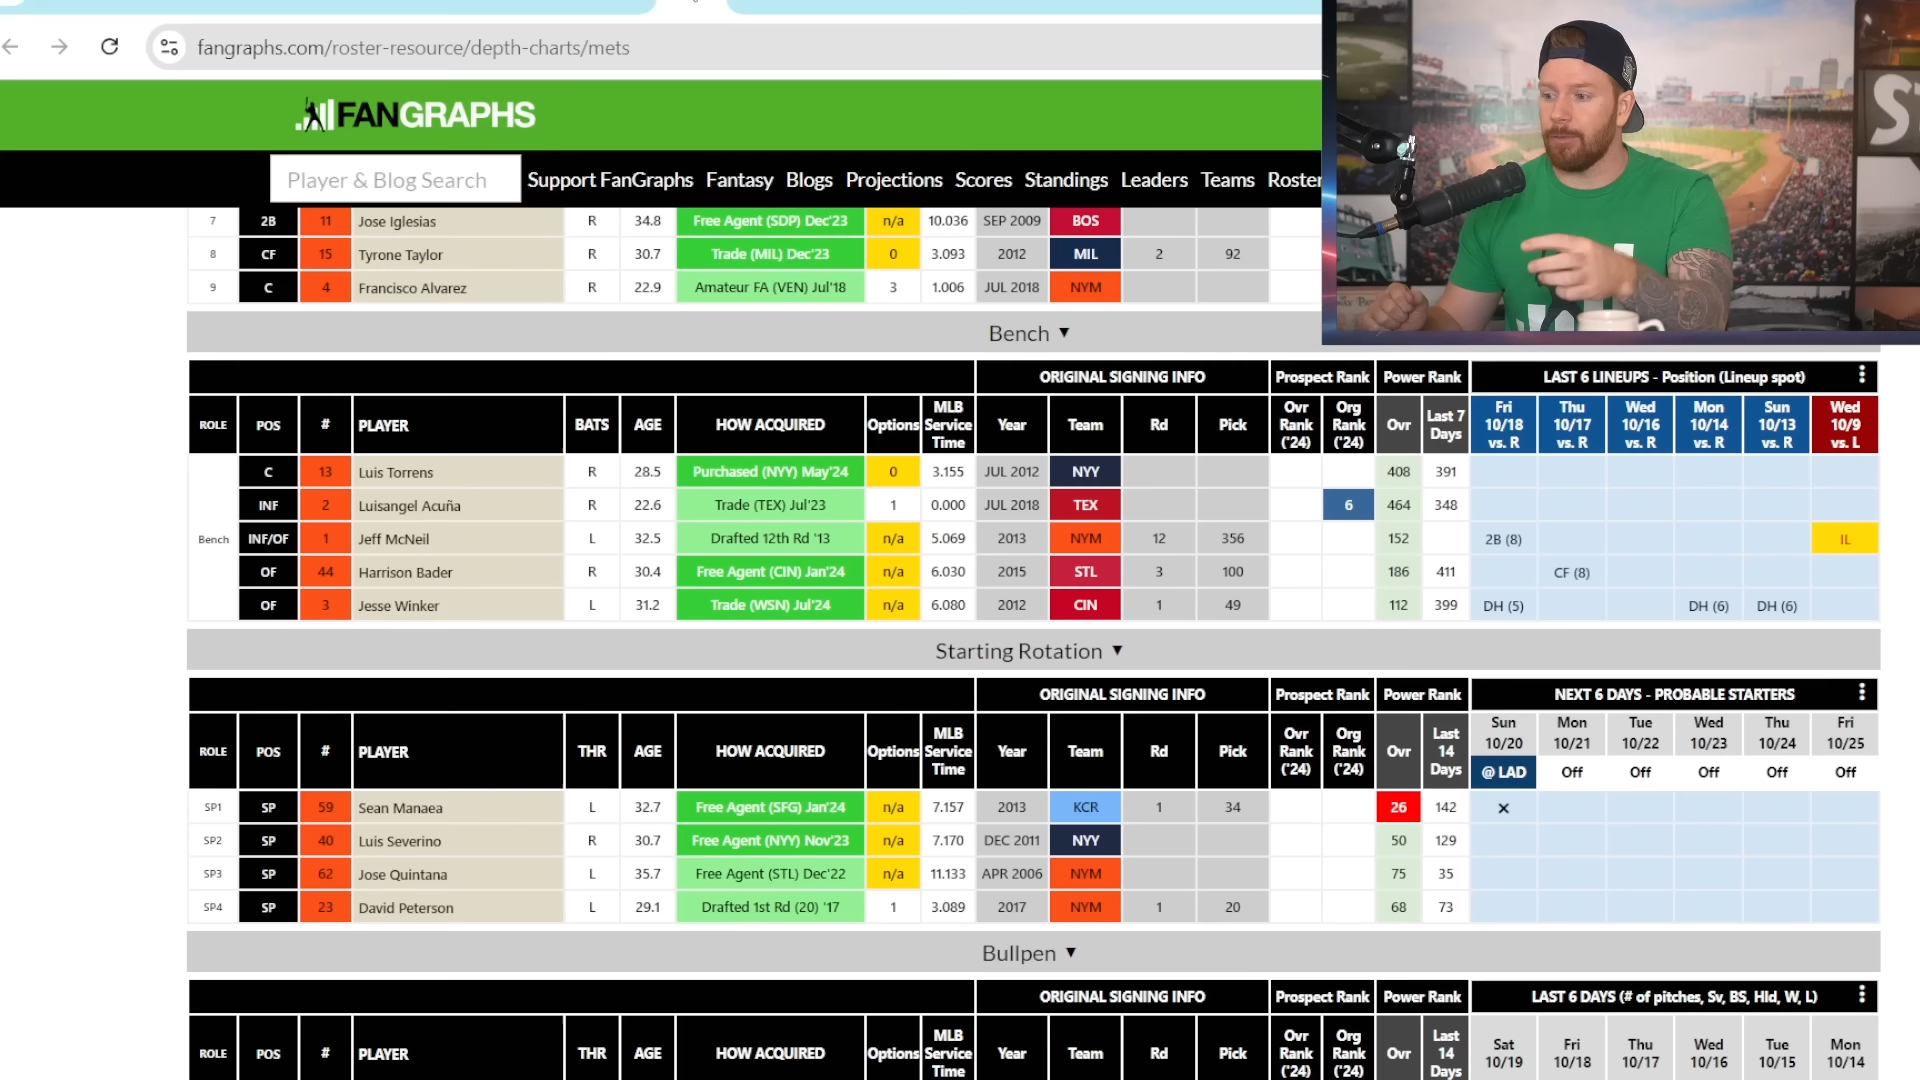 fangraphs.com/roster-resource/depth-charts/mets
FANGRAPHS
Player & Blog Search Support FanGraphs Fantasy Blogs Projections Scores Standings Leaders Teams Roster
7 2B 11 Jose Iglesias R 34.8 Free Agent (SDP) Dec'23 n/a 10.036 SEP 2009 BOS
8 CF 15 Tyrone Taylor R 30.7 Trade (MIL) Dec'23 0 3.093 2012 MIL 2 92
9 C 4 Francisco Alvarez R 22.9 Amateur FA (VEN) Jul'18 3 1.006 JUL 2018 NYM
Bench ▼
ORIGINAL SIGNING INFO Prospect Rank Power Rank LAST 6 LINEUPS - Position (Lineup spot)
ROLE POS # PLAYER BATS AGE HOW ACQUIRED Options MLB Service Time Year Team Rd Pick Ovr Rank ('24) Org Rank ('24) Ovr Last 7 Days Fri 10/18 vs. R Thu 10/17 vs. R Wed 10/16 vs. R Mon 10/14 vs. R Sun 10/13 vs. R Wed 10/9 vs. L
C 13 Luis Torrens R 28.5 Purchased (NYY) May'24 0 3.155 JUL 2012 NYY 408 391
INF 2 Luisangel Acuña R 22.6 Trade (TEX) Jul'23 1 0.000 JUL 2018 TEX 6 464 348
Bench INF/OF 1 Jeff McNeil L 32.5 Drafted 12th Rd '13 n/a 5.069 2013 NYM 12 356 152 2B (8) IL
OF 44 Harrison Bader R 30.4 Free Agent (CIN) Jan'24 n/a 6.030 2015 STL 3 100 186 411 CF (8)
OF 3 Jesse Winker L 31.2 Trade (WSN) Jul'24 n/a 6.080 2012 CIN 1 49 112 399 DH (5) DH (6) DH (6)
Starting Rotation ▼
ORIGINAL SIGNING INFO Prospect Rank Power Rank NEXT 6 DAYS - PROBABLE STARTERS
ROLE POS # PLAYER THR AGE HOW ACQUIRED Options MLB Service Time Year Team Rd Pick Ovr Rank ('24) Org Rank ('24) Ovr Last 14 Days Sun 10/20 Mon 10/21 Tue 10/22 Wed 10/23 Thu 10/24 Fri 10/25
@ LAD Off Off Off Off Off
SP1 SP 59 Sean Manaea L 32.7 Free Agent (SFG) Jan'24 n/a 7.157 2013 KCR 1 34 26 142 ✕
SP2 SP 40 Luis Severino R 30.7 Free Agent (NYY) Nov'23 n/a 7.170 DEC 2011 NYY 50 129
SP3 SP 62 Jose Quintana L 35.7 Free Agent (STL) Dec'22 n/a 11.133 APR 2006 NYM 75 35
SP4 SP 23 David Peterson L 29.1 Drafted 1st Rd (20) '17 1 3.089 2017 NYM 1 20 68 73
Bullpen ▼
ORIGINAL SIGNING INFO Prospect Rank Power Rank LAST 6 DAYS (# of pitches, Sv, BS, Hld, W, L)
ROLE POS # PLAYER THR AGE HOW ACQUIRED Options MLB Service Time Year Team Rd Pick Ovr Rank ('24) Org Rank ('24) Ovr Last 14 Days Sat 10/19 Fri 10/18 Thu 10/17 Wed 10/16 Tue 10/15 Mon 10/14